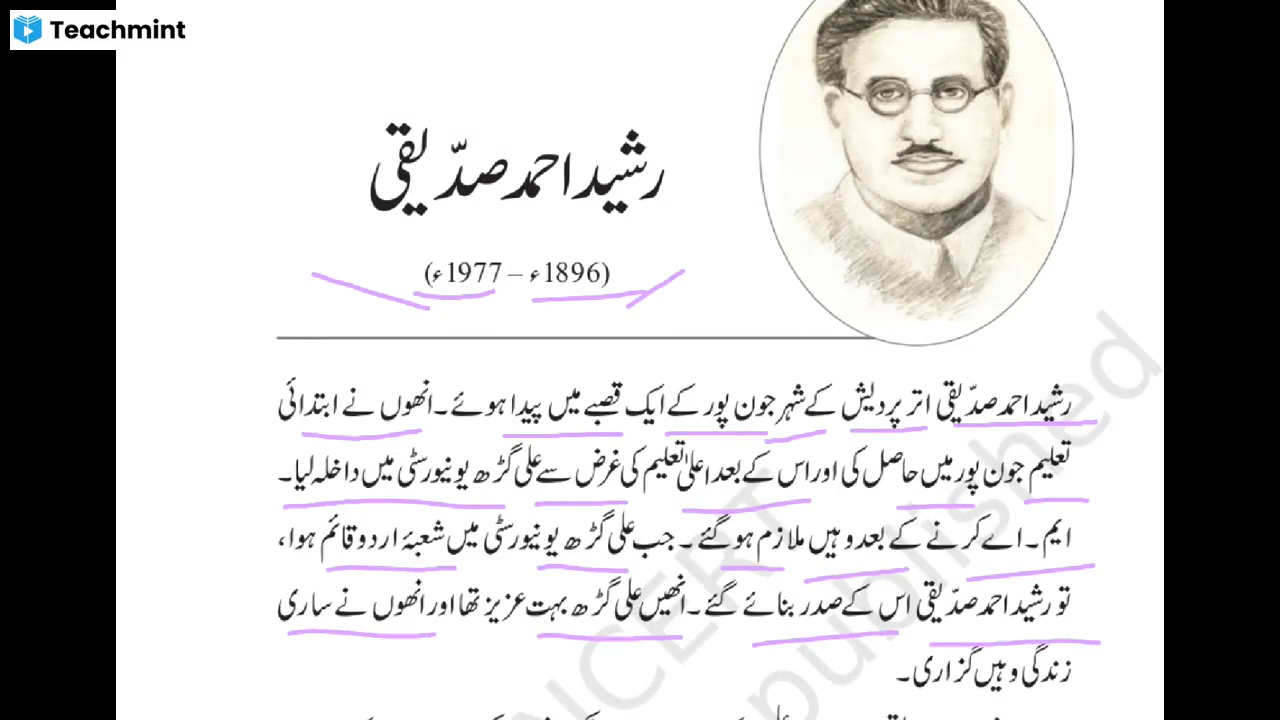 Teachmint
رشید احمد صدّیقی
(1896ء – 1977ء)
رشید احمد صدّیقی اتر پردیش کے شہر جون پور کے ایک قصبے میں پیدا ہوئے۔ انھوں نے ابتدائی
تعلیم جون پور میں حاصل کی اور اس کے بعد اعلیٰ تعلیم کی غرض سے علی گڑھ یونیورسٹی میں داخلہ لیا۔
ایم۔ اے کرنے کے بعد وہیں ملازم ہوگئے۔ جب علی گڑھ یونیورسٹی میں شعبۂ اردو قائم ہوا،
تو رشید احمد صدّیقی اس کے صدر بنائے گئے۔ انھیں علی گڑھ بہت عزیز تھا اور انھوں نے ساری
زندگی وہیں گزاری۔
NCERT
published